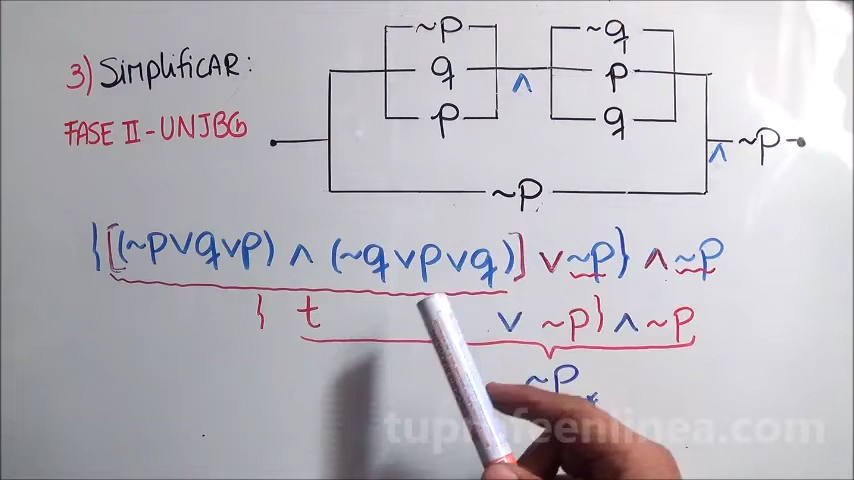 3) SimplificAR:
FASE II - UNJBG
~p
q
p
∧
~q
p
q
∧ ~p
~p
{[(~p∨q∨p) ∧ (~q∨p∨q)] ∨ ~p} ∧ ~p
{ t ∨ ~p} ∧ ~p
~p
tuprofeenlinea.com